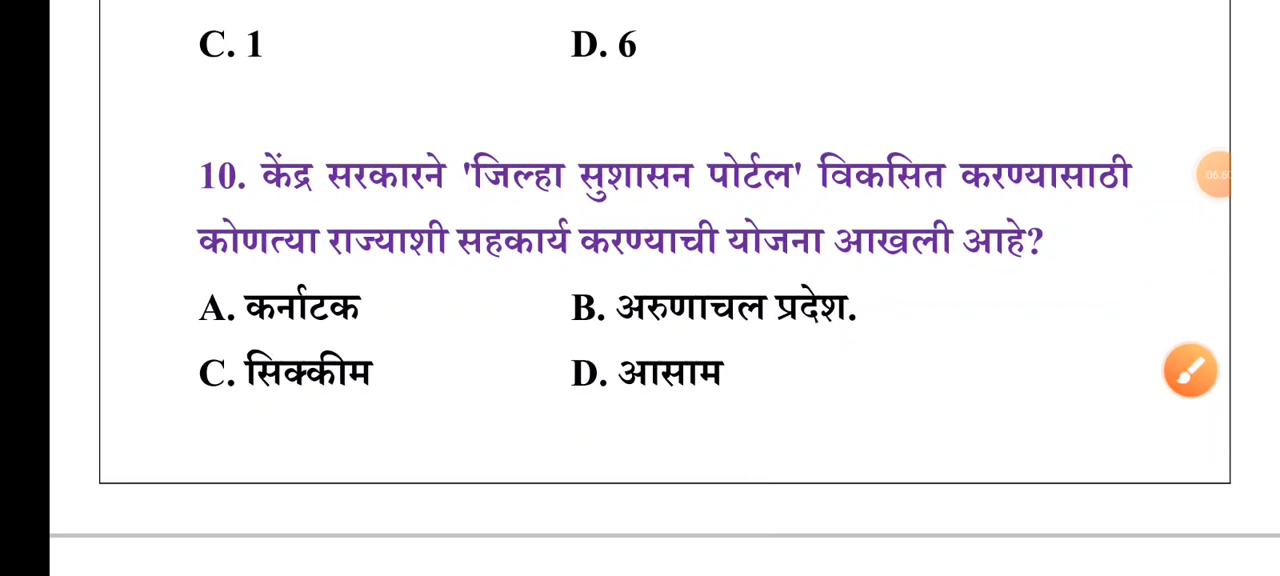 C. 1 D. 6
10. केंद्र सरकारने 'जिल्हा सुशासन पोर्टल' विकसित करण्यासाठी
कोणत्या राज्याशी सहकार्य करण्याची योजना आखली आहे?
A. कर्नाटक B. अरुणाचल प्रदेश.
C. सिक्कीम D. आसाम